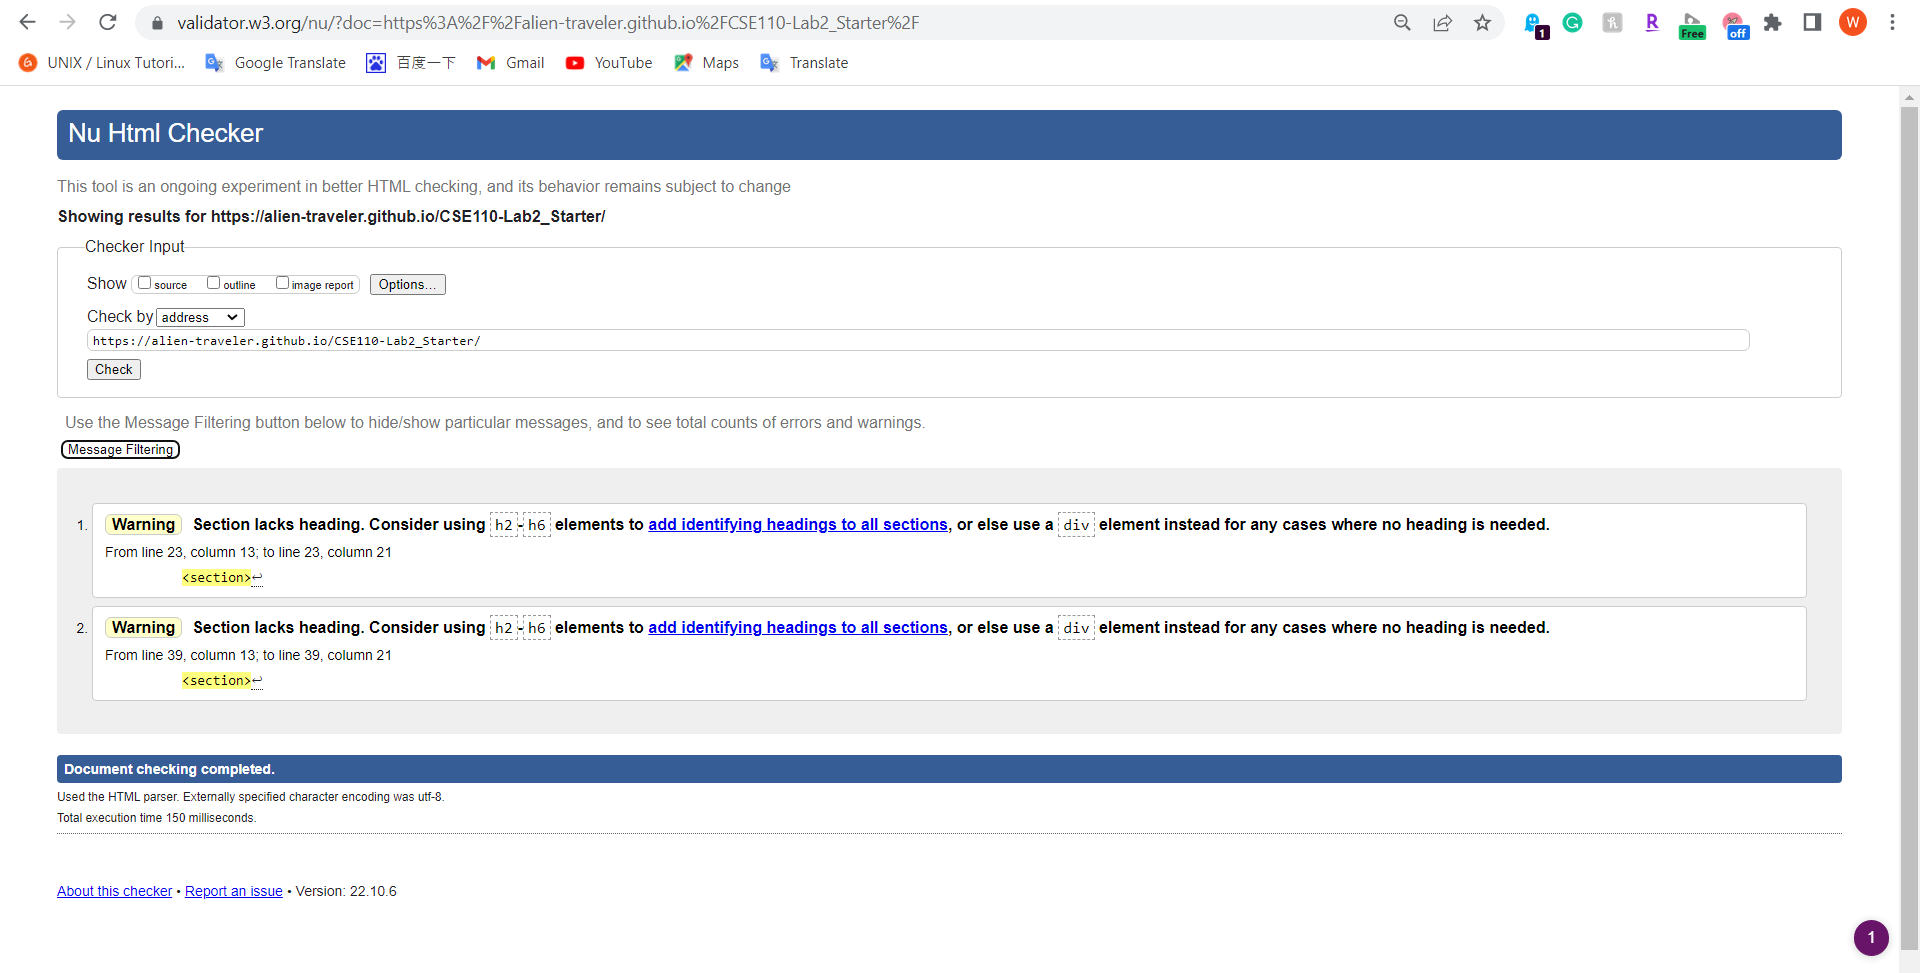 validator.w3.org/nu/?doc=https%3A%2F%2Falien-traveler.github.io%2FCSE110-Lab2_Starter%2F
1
Free
off
W
UNIX / Linux Tutori...
Google Translate
百度一下
Gmail
YouTube
Maps
Translate
Nu Html Checker
This tool is an ongoing experiment in better HTML checking, and its behavior remains subject to change
Showing results for https://alien-traveler.github.io/CSE110-Lab2_Starter/
Checker Input
Show source outline image report Options...
Check by address
https://alien-traveler.github.io/CSE110-Lab2_Starter/
Check
Use the Message Filtering button below to hide/show particular messages, and to see total counts of errors and warnings.
Message Filtering
1. Warning Section lacks heading. Consider using h2-h6 elements to add identifying headings to all sections, or else use a div element instead for any cases where no heading is needed.
From line 23, column 13; to line 23, column 21
<section>↩
2. Warning Section lacks heading. Consider using h2-h6 elements to add identifying headings to all sections, or else use a div element instead for any cases where no heading is needed.
From line 39, column 13; to line 39, column 21
<section>↩
Document checking completed.
Used the HTML parser. Externally specified character encoding was utf-8.
Total execution time 150 milliseconds.
About this checker • Report an issue • Version: 22.10.6
1